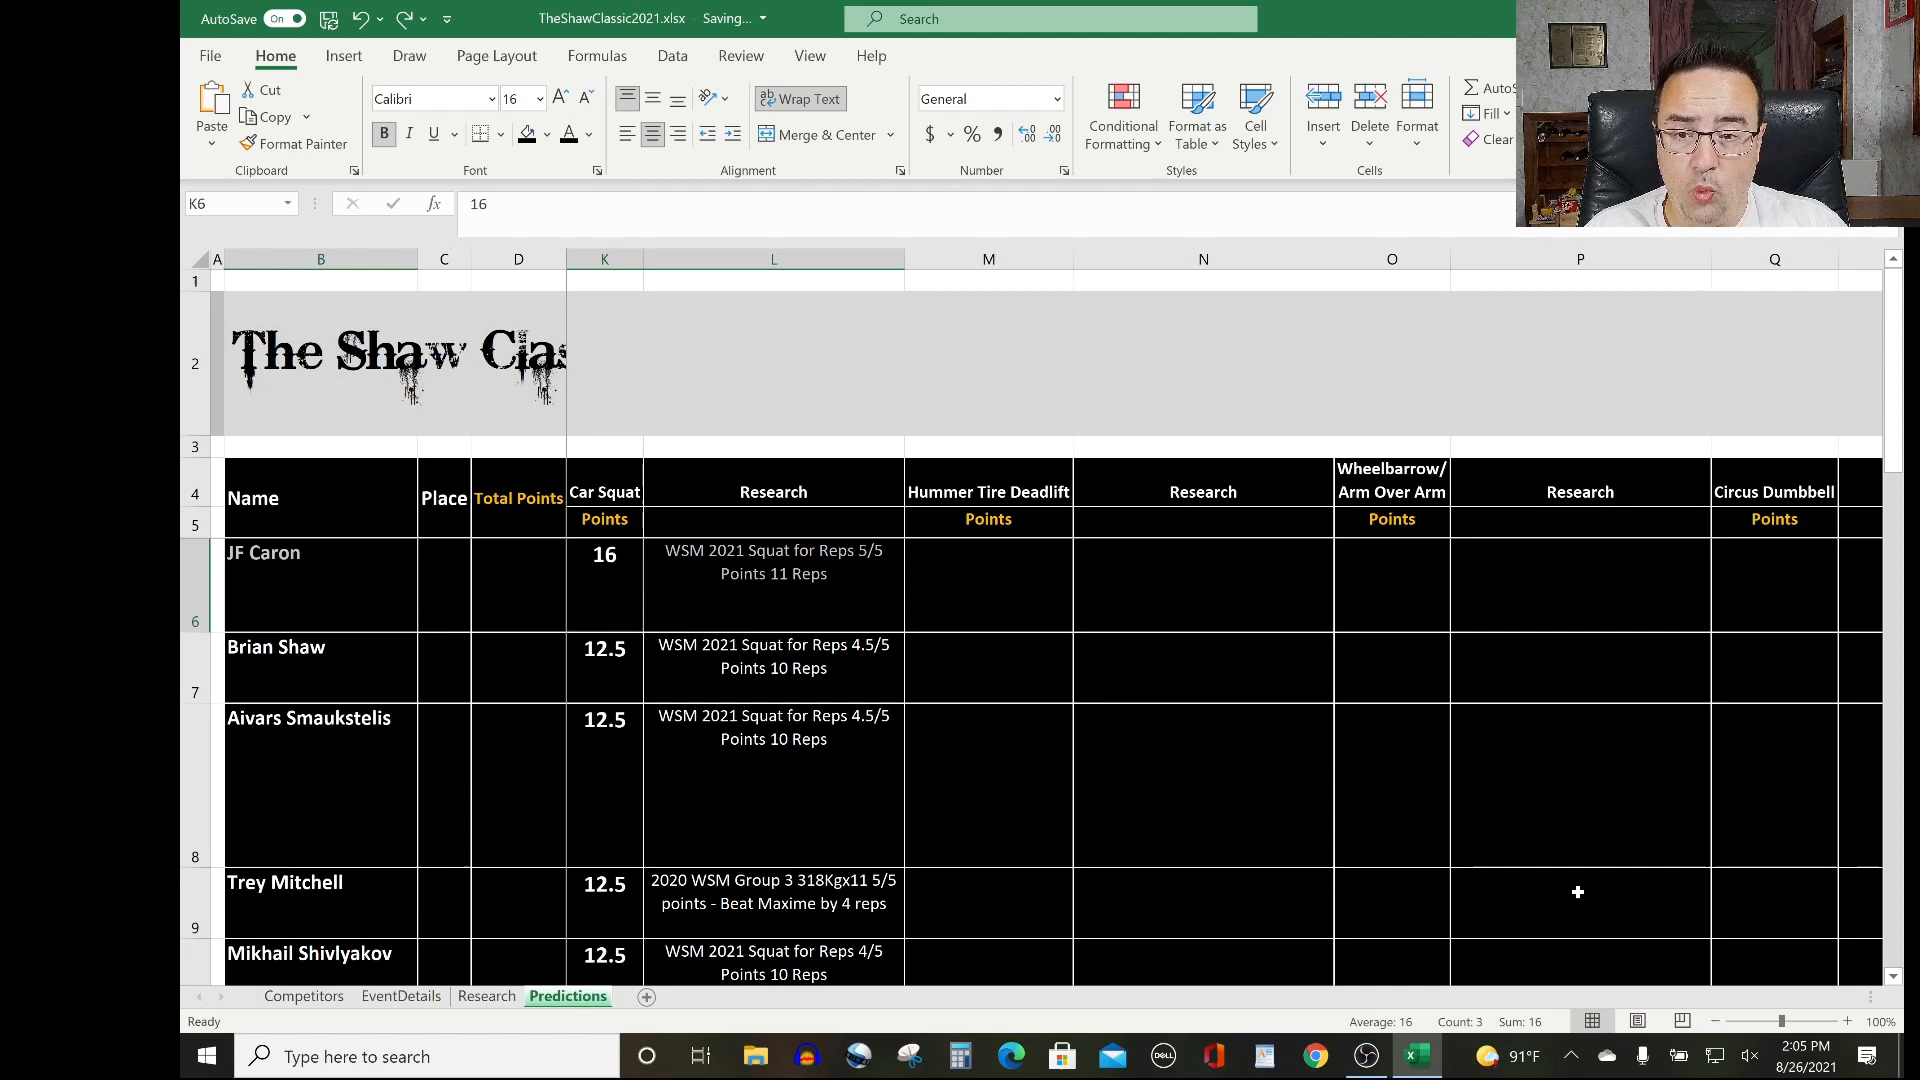 AutoSave On TheShawClassic2021.xlsx - Saving... Search
File Home Insert Draw Page Layout Formulas Data Review View Help
Paste Cut Copy Format Painter
Calibri 16 Wrap Text Merge & Center General
Conditional Formatting Format as Table Cell Styles Insert Delete Format Fill Clear
Clipboard Font Alignment Number Styles Cells
K6 fx 16
A B C D K L M N O P Q
1
2 The Shaw Clas
3
4 Name Place Total Points Car Squat Research Hummer Tire Deadlift Research Wheelbarrow/ Arm Over Arm Research Circus Dumbbell
5 Points Points Points Points
6 JF Caron 16 WSM 2021 Squat for Reps 5/5 Points 11 Reps
7 Brian Shaw 12.5 WSM 2021 Squat for Reps 4.5/5 Points 10 Reps
8 Aivars Smaukstelis 12.5 WSM 2021 Squat for Reps 4.5/5 Points 10 Reps
9 Trey Mitchell 12.5 2020 WSM Group 3 318Kgx11 5/5 points - Beat Maxime by 4 reps
Mikhail Shivlyakov 12.5 WSM 2021 Squat for Reps 4/5 Points 10 Reps
Competitors EventDetails Research Predictions
Ready Average: 16 Count: 3 Sum: 16 100%
Type here to search DELL 91°F 2:05 PM
8/26/2021